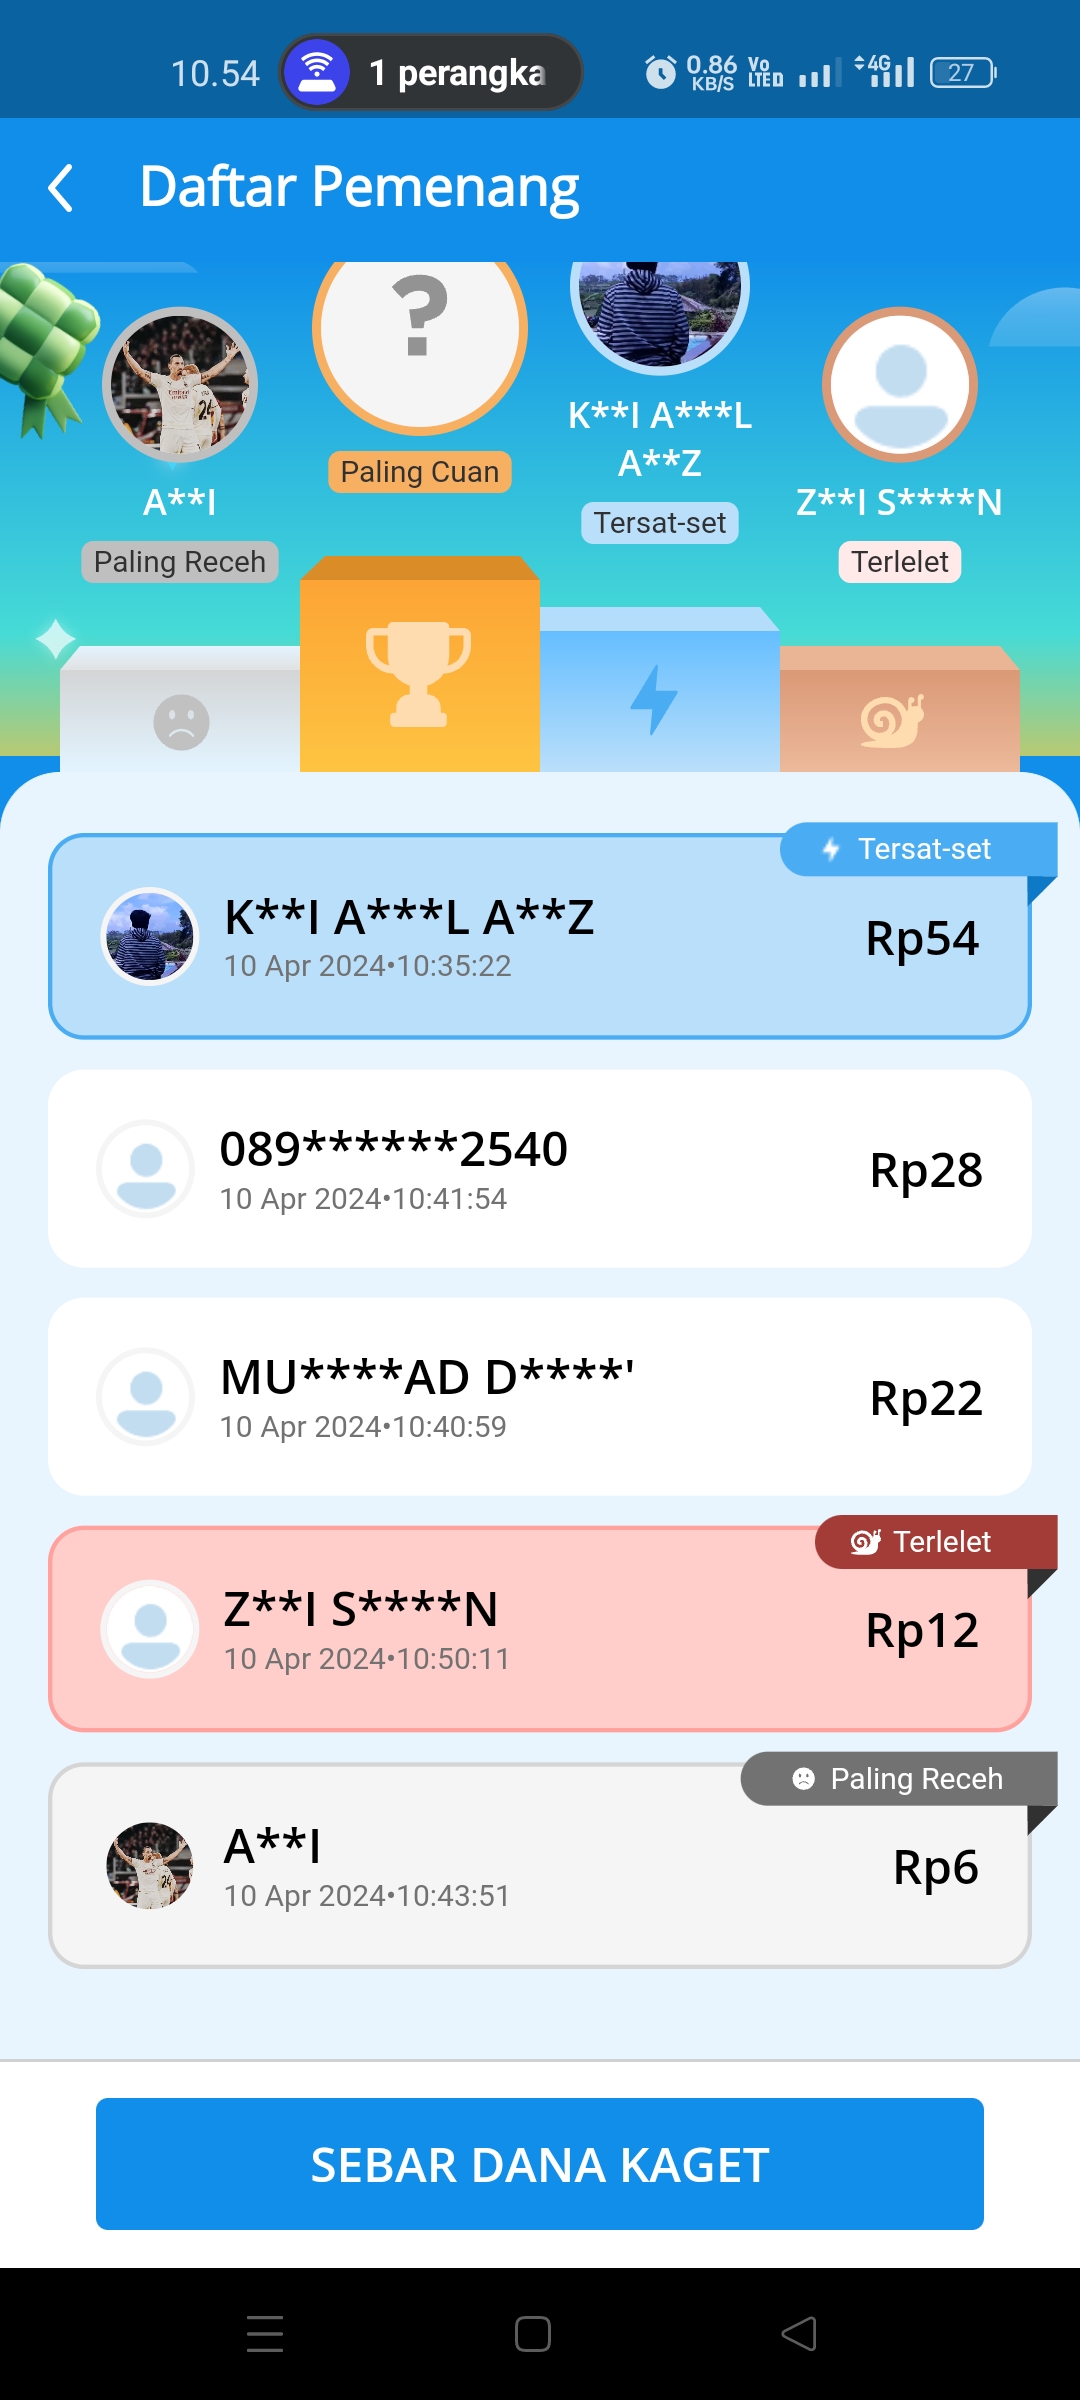 10.54
1 perangka
0.86
KB/S
Vo
LTE D
4G
27
Daftar Pemenang
?
Paling Cuan
K**I A***L
A**Z
Tersat-set
A**I
Paling Receh
Z**I S****N
Terlelet
Tersat-set
K**I A***L A**Z
10 Apr 2024•10:35:22
Rp54
089******2540
10 Apr 2024•10:41:54
Rp28
MU****AD D****'
10 Apr 2024•10:40:59
Rp22
Terlelet
Z**I S****N
10 Apr 2024•10:50:11
Rp12
Paling Receh
A**I
10 Apr 2024•10:43:51
Rp6
SEBAR DANA KAGET